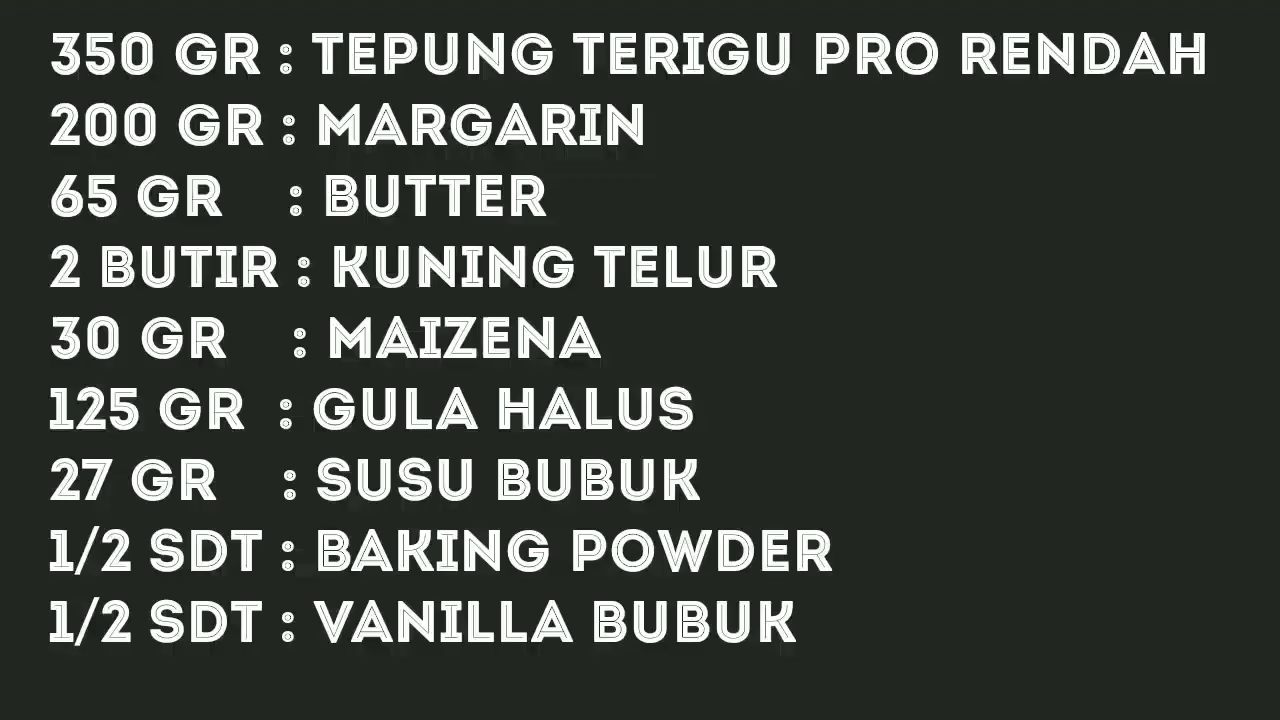 350 GR : TEPUNG TERIGU PRO RENDAH
200 GR : MARGARIN
65 GR : BUTTER
2 BUTIR : KUNING TELUR
30 GR : MAIZENA
125 GR : GULA HALUS
27 GR : SUSU BUBUK
1/2 SDT : BAKING POWDER
1/2 SDT : VANILLA BUBUK